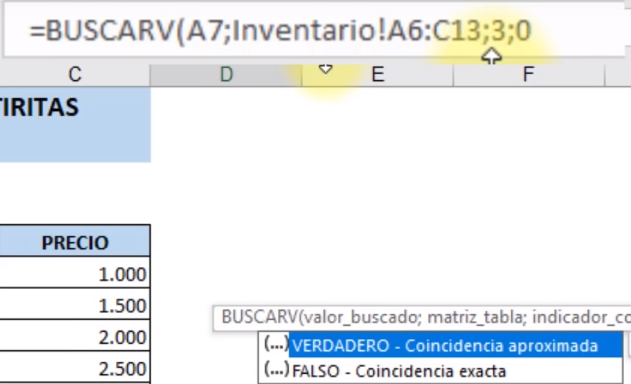 =BUSCARV(A7;Inventario!A6:C13;3;0
C D E F
TIRITAS
PRECIO
1.000
1.500
2.000
2.500
BUSCARV(valor_buscado; matriz_tabla; indicador_co
(...) VERDADERO - Coincidencia aproximada
(...) FALSO - Coincidencia exacta